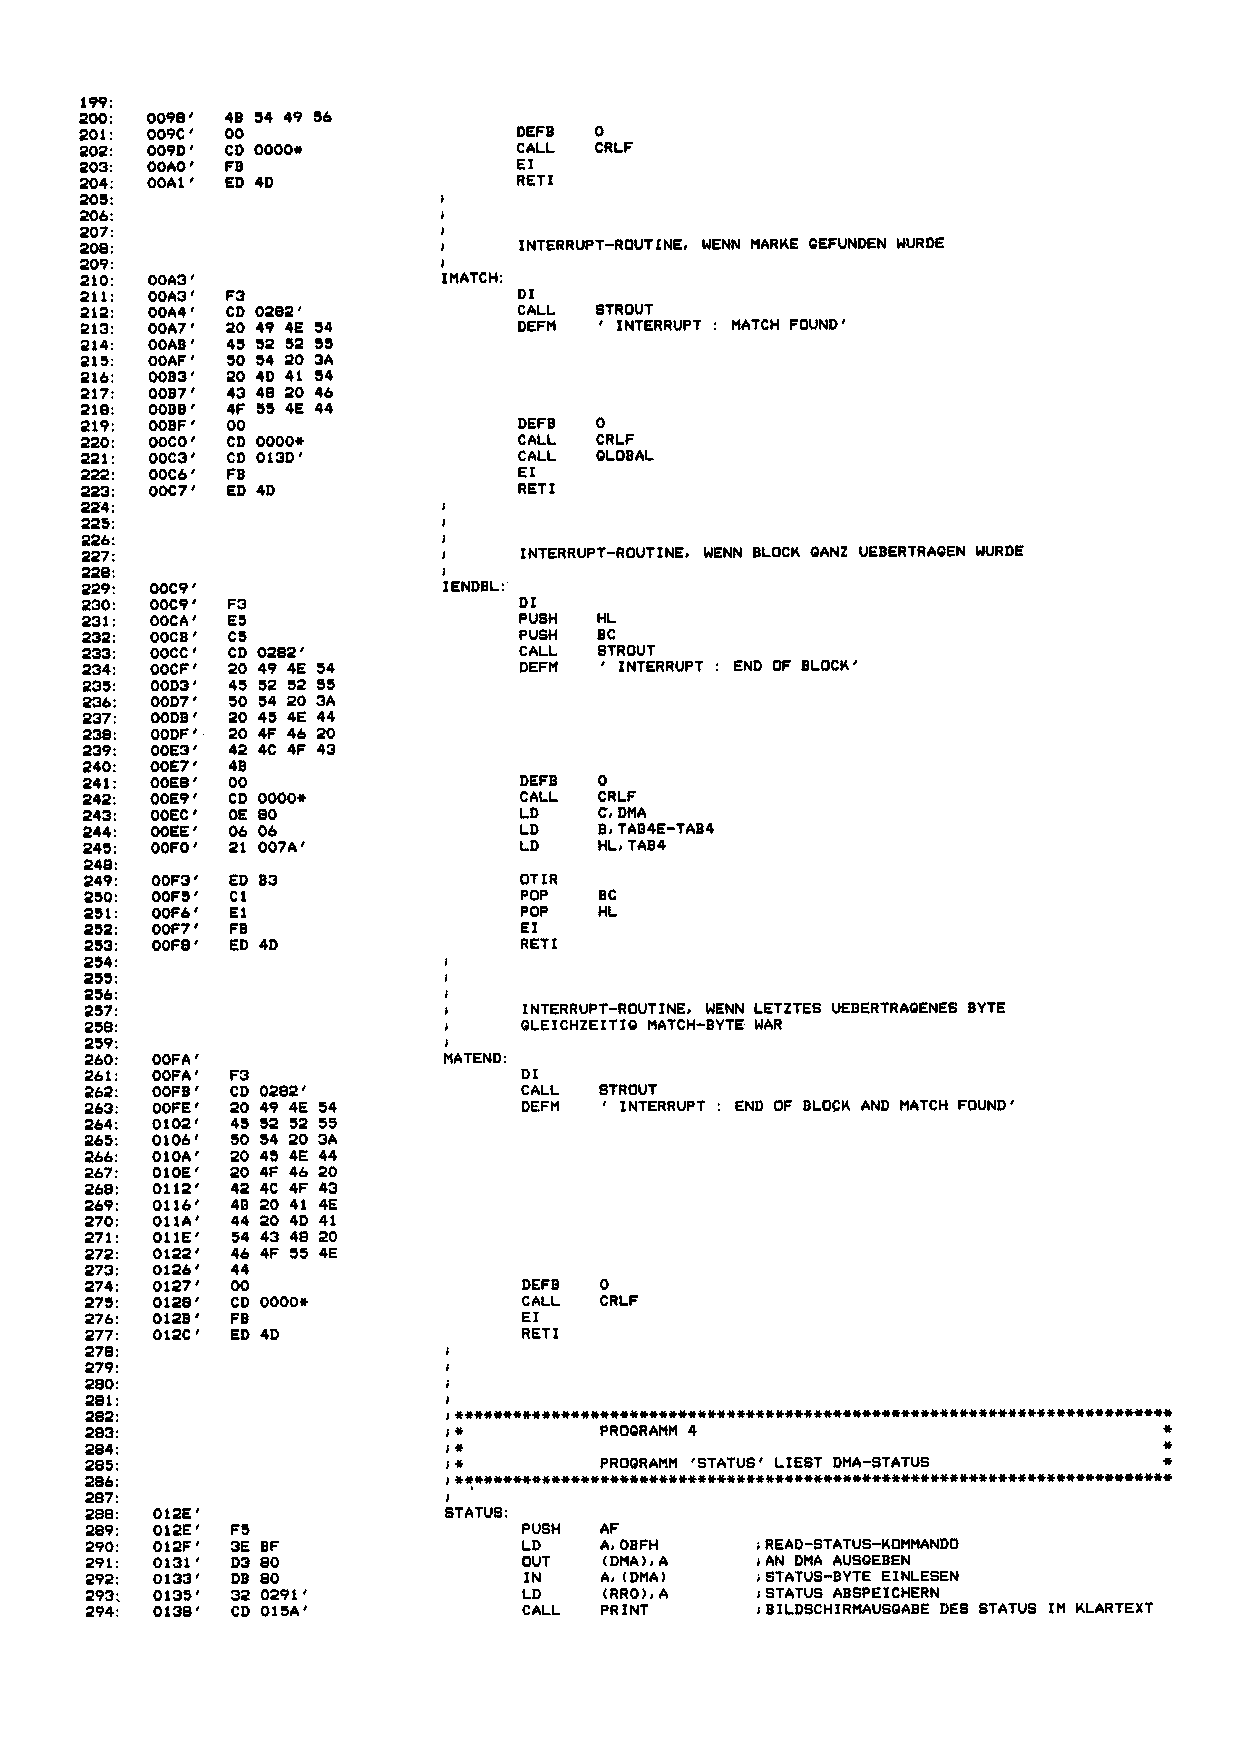 199:
200: 0098' 4B 54 49 56
201: 009C' 00 DEFB 0
202: 009D' CD 0000* CALL CRLF
203: 00A0' FB EI
204: 00A1' ED 4D RETI
205: ;
206: ;
207: ;
208: ; INTERRUPT-ROUTINE, WENN MARKE GEFUNDEN WURDE
209: ;
210: 00A3' IMATCH:
211: 00A3' F3 DI
212: 00A4' CD 0282' CALL STROUT
213: 00A7' 20 49 4E 54 DEFM ' INTERRUPT : MATCH FOUND'
214: 00AB' 45 52 52 55
215: 00AF' 50 54 20 3A
216: 00B3' 20 4D 41 54
217: 00B7' 43 48 20 46
218: 00BB' 4F 55 4E 44
219: 00BF' 00 DEFB 0
220: 00C0' CD 0000* CALL CRLF
221: 00C3' CD 013D' CALL GLOBAL
222: 00C6' FB EI
223: 00C7' ED 4D RETI
224: ;
225: ;
226: ;
227: ; INTERRUPT-ROUTINE, WENN BLOCK GANZ UEBERTRAGEN WURDE
228: ;
229: 00C9' IENDBL:
230: 00C9' F3 DI
231: 00CA' E5 PUSH HL
232: 00CB' C5 PUSH BC
233: 00CC' CD 0282' CALL STROUT
234: 00CF' 20 49 4E 54 DEFM ' INTERRUPT : END OF BLOCK'
235: 00D3' 45 52 52 55
236: 00D7' 50 54 20 3A
237: 00DB' 20 45 4E 44
238: 00DF' 20 4F 46 20
239: 00E3' 42 4C 4F 43
240: 00E7' 4B
241: 00E8' 00 DEFB 0
242: 00E9' CD 0000* CALL CRLF
243: 00EC' 0E 80 LD C,DMA
244: 00EE' 06 06 LD B,TAB4E-TAB4
245: 00F0' 21 007A' LD HL,TAB4
248:
249: 00F3' ED B3 OTIR
250: 00F5' C1 POP BC
251: 00F6' E1 POP HL
252: 00F7' FB EI
253: 00F8' ED 4D RETI
254: ;
255: ;
256: ;
257: ; INTERRUPT-ROUTINE, WENN LETZTES UEBERTRAGENES BYTE
258: ; GLEICHZEITIG MATCH-BYTE WAR
259: ;
260: 00FA' MATEND:
261: 00FA' F3 DI
262: 00FB' CD 0282' CALL STROUT
263: 00FE' 20 49 4E 54 DEFM ' INTERRUPT : END OF BLOCK AND MATCH FOUND'
264: 0102' 45 52 52 55
265: 0106' 50 54 20 3A
266: 010A' 20 45 4E 44
267: 010E' 20 4F 46 20
268: 0112' 42 4C 4F 43
269: 0116' 4B 20 41 4E
270: 011A' 44 20 4D 41
271: 011E' 54 43 48 20
272: 0122' 46 4F 55 4E
273: 0126' 44
274: 0127' 00 DEFB 0
275: 0128' CD 0000* CALL CRLF
276: 012B' FB EI
277: 012C' ED 4D RETI
278: ;
279: ;
280: ;
281: ;
282: ;**************************************************************************
283: ;* PROGRAMM 4 *
284: ;* *
285: ;* PROGRAMM 'STATUS' LIEST DMA-STATUS *
286: ;**************************************************************************
287: ;
288: 012E' STATUS:
289: 012E' F5 PUSH AF
290: 012F' 3E BF LD A,0BFH ;READ-STATUS-KOMMANDO
291: 0131' D3 80 OUT (DMA),A ;AN DMA AUSGEBEN
292: 0133' DB 80 IN A,(DMA) ;STATUS-BYTE EINLESEN
293: 0135' 32 0291' LD (RR0),A ;STATUS ABSPEICHERN
294: 0138' CD 015A' CALL PRINT ;BILDSCHIRMAUSGABE DES STATUS IM KLARTEXT